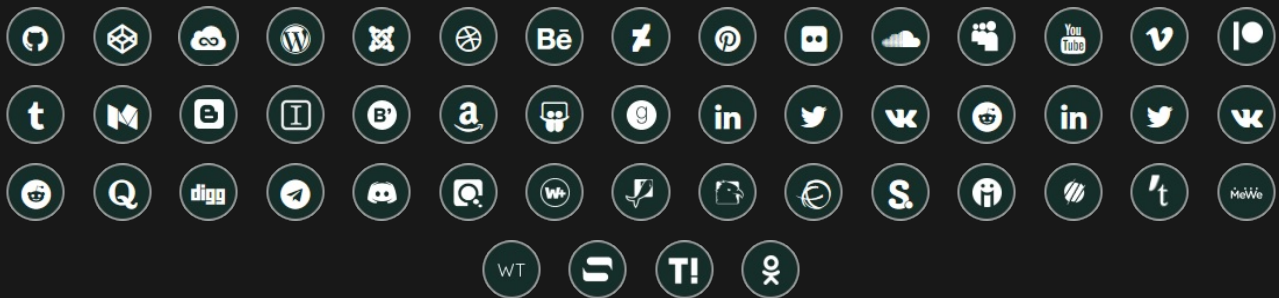 W Bē You Tube
t M B I B' a g in in
Q digg W+ S. 't MeWe
WT S T!